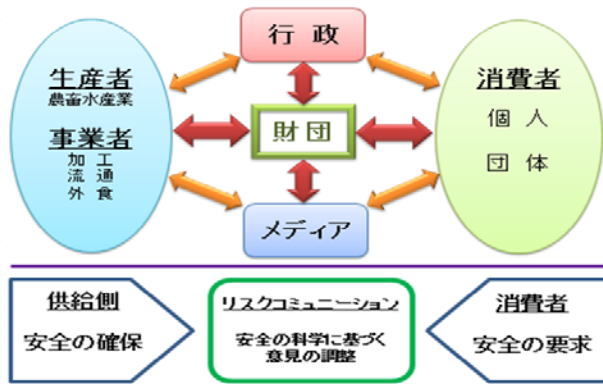 行政
生産者
農畜水産業
事業者
加工
流通
外食
財団
消費者
個人
団体
メディア
供給側
安全の確保
リスクコミュニーション
安全の科学に基づく
意見の調整
消費者
安全の要求